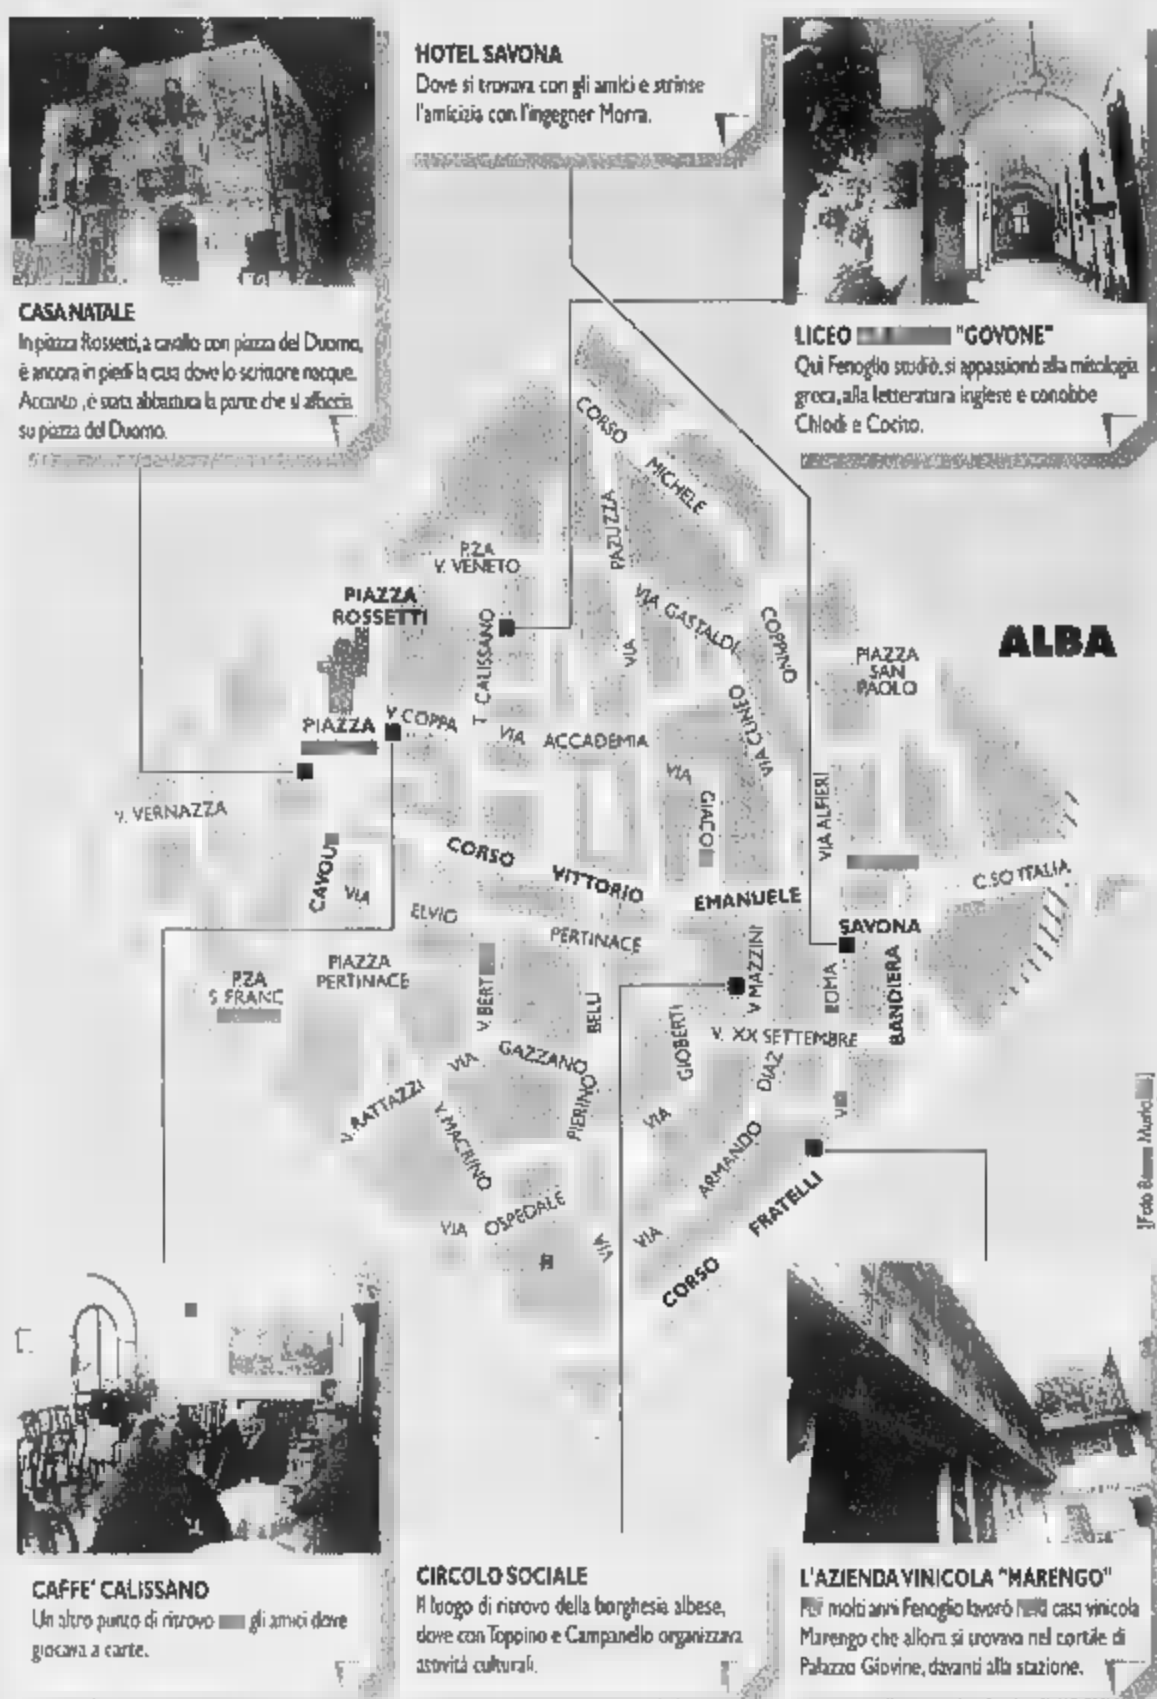 HOTEL SAVONA
Dove si trovava con gli amici e strinse
l'amicizia con l'ingegner Morra.
CASA NATALE
In piazza Rossetti, a cavallo con piazza del Duomo,
è ancora in piedi la casa dove lo scrittore nacque.
Accanto, è stata abbattuta la parte che si affaccia
su piazza del Duomo.
LICEO "GOVONE"
Qui Fenoglio studiò, si appassionò alla mitologia
greca, alla letteratura inglese e conobbe
Chiodi e Cocito.
ALBA
CORSO
MICHELE
COPPINO
PAZUZZA
VIA
P.ZA
V. VENETO
PIAZZA
ROSSETTI
VIA GASTALDI
T. CALISSANO
PIAZZA
SAN
PAOLO
PIAZZA
V. COPPA
VIA ACCADEMIA
VIA CUNEO
VIA
GIACO
VIA ALFIERI
V. VERNAZZA
CAVOU
VIA
CORSO VITTORIO EMANUELE
C.SO ITALIA
ELVIO
PERTINACE
SAVONA
PIAZZA
PERTINACE
P.ZA
S. FRANC
V. BERT
BELLI
V. MAZZINI
ROMA
BANDIERA
GIOBERTI
V. XX SETTEMBRE
VIA GAZZANO
DIAZ
V. RATTAZZI
V. MACRINO
PIERINO
VIA
ARMANDO
VIA
VIA OSPEDALE
VIA
VIA
CORSO FRATELLI
H
CAFFE' CALISSANO
Un altro punto di ritrovo gli amici dove
giocava a carte.
CIRCOLO SOCIALE
Il luogo di ritrovo della borghesia albese,
dove con Toppino e Campanello organizzava
attività culturali.
L'AZIENDA VINICOLA "MARENGO"
Per molti anni Fenoglio lavorò nella casa vinicola
Marengo che allora si trovava nel cortile di
Palazzo Giovine, davanti alla stazione.
[Foto Murialdo]